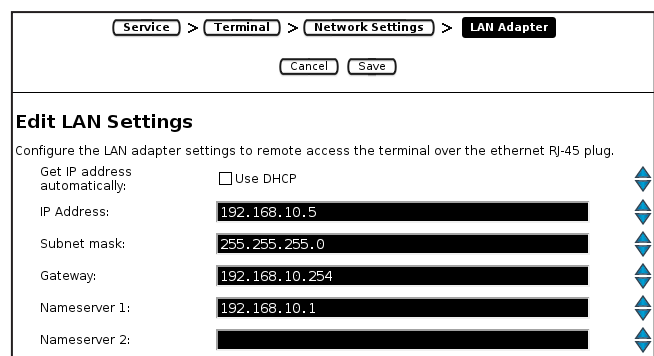 Service > Terminal > Network Settings > LAN Adapter
Cancel Save
Edit LAN Settings
Configure the LAN adapter settings to remote access the terminal over the ethernet RJ-45 plug.
Get IP address
automatically:
Use DHCP
IP Address: 192.168.10.5
Subnet mask: 255.255.255.0
Gateway: 192.168.10.254
Nameserver 1: 192.168.10.1
Nameserver 2: